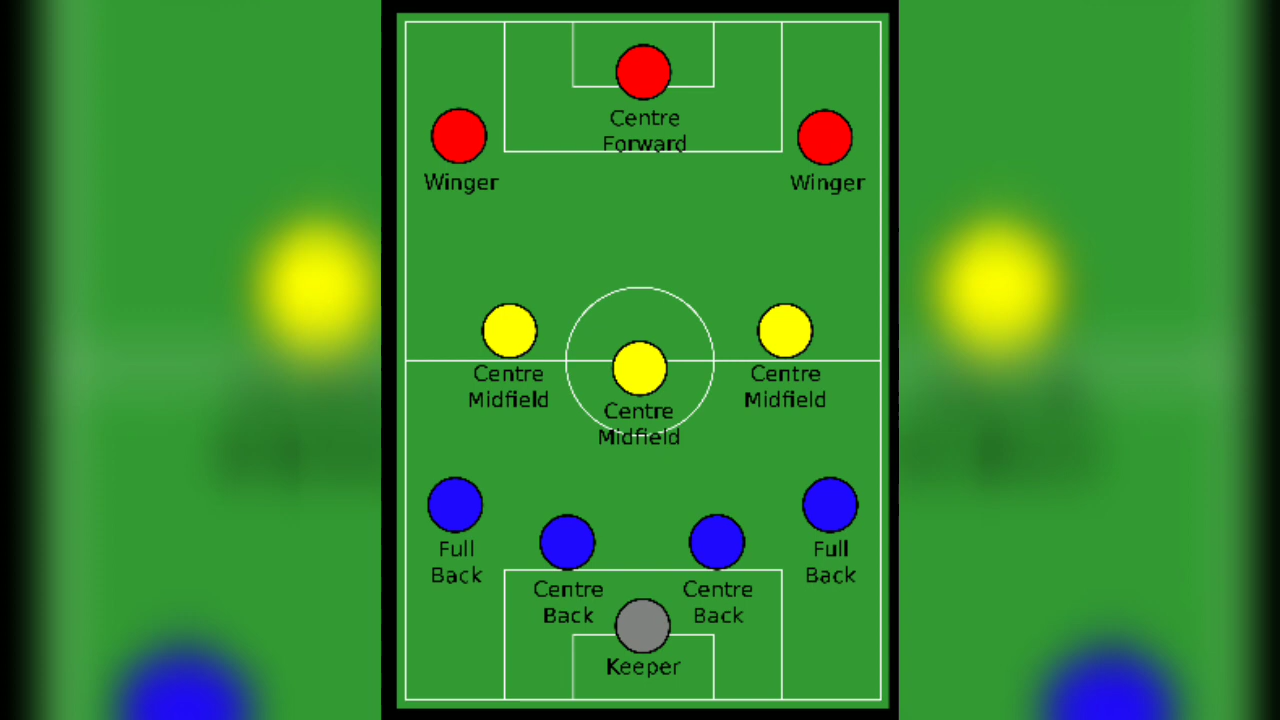 Centre
Forward
Winger
Winger
Centre
Midfield
Centre
Midfield
Centre
Midfield
Full
Back
Full
Back
Centre
Back
Centre
Back
Keeper